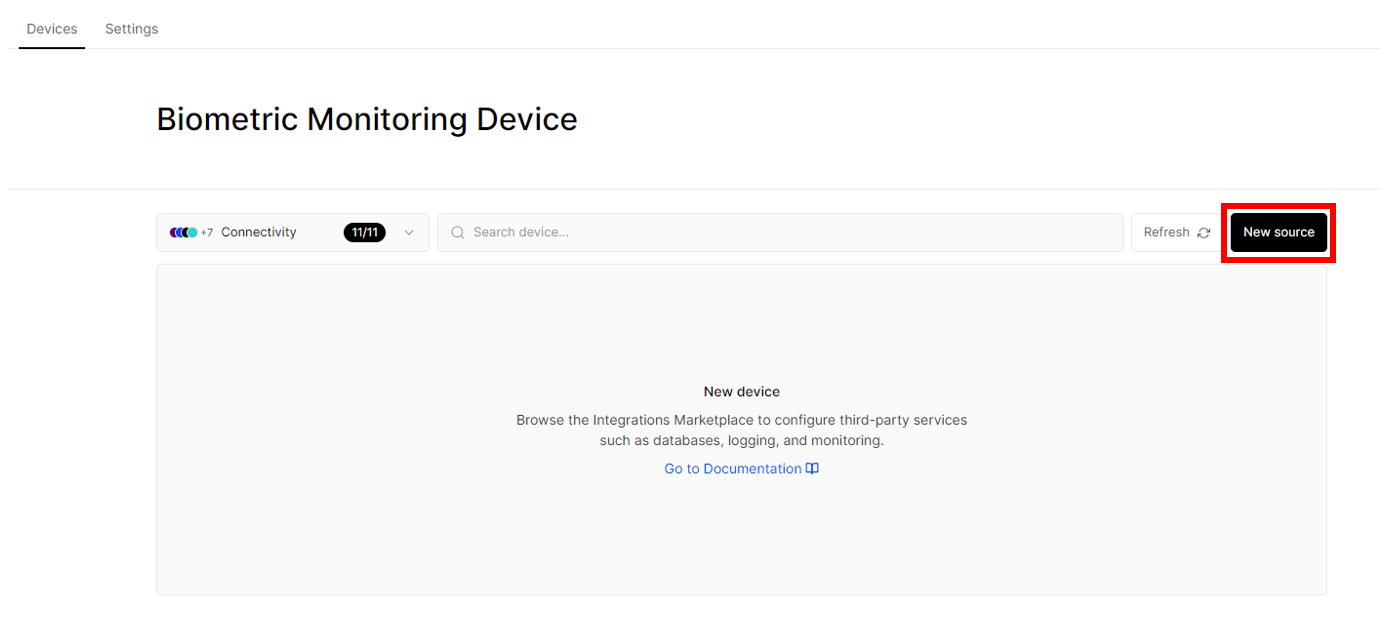 Devices Settings
Biometric Monitoring Device
+7 Connectivity 11/11 Search device... Refresh New source
New device
Browse the Integrations Marketplace to configure third-party services
such as databases, logging, and monitoring.
Go to Documentation